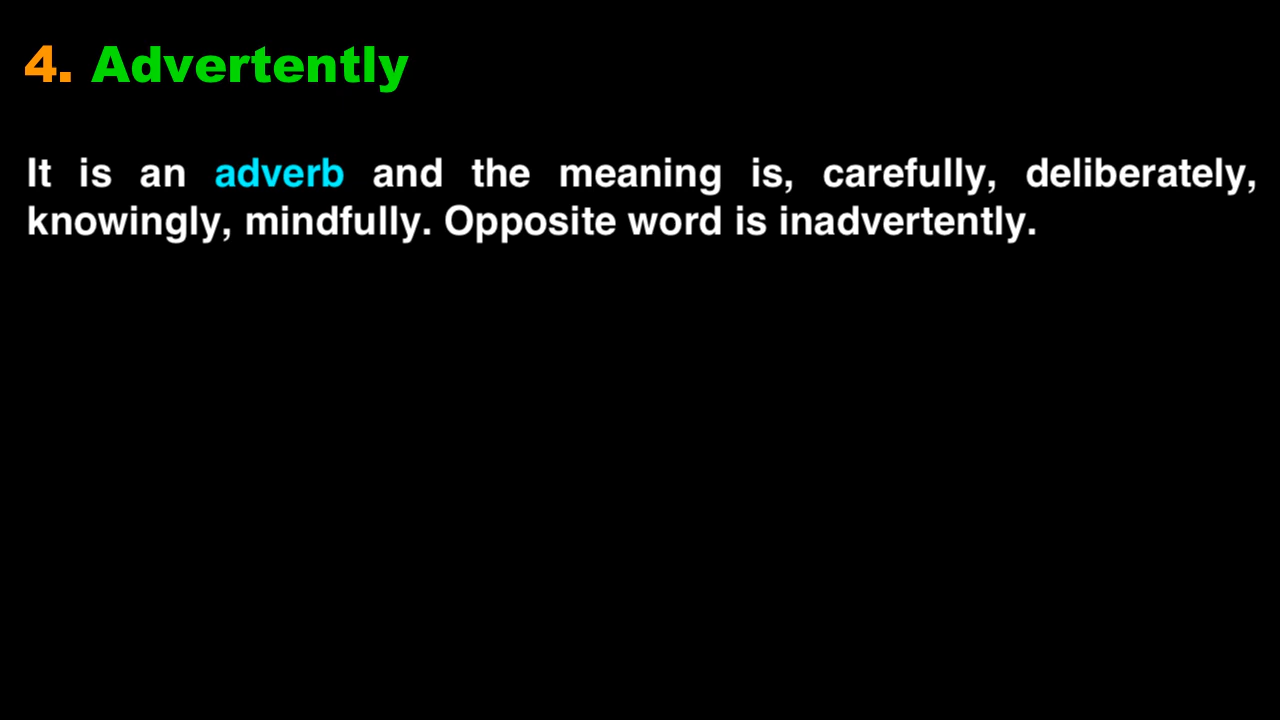 4. Advertently
It is an adverb and the meaning is, carefully, deliberately,
knowingly, mindfully. Opposite word is inadvertently.